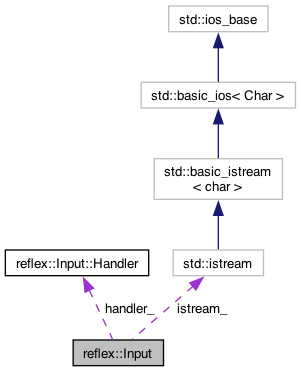 std::ios_base
std::basic_ios< Char >
std::basic_istream
< char >
reflex::Input::Handler
std::istream
handler_
istream_
reflex::Input